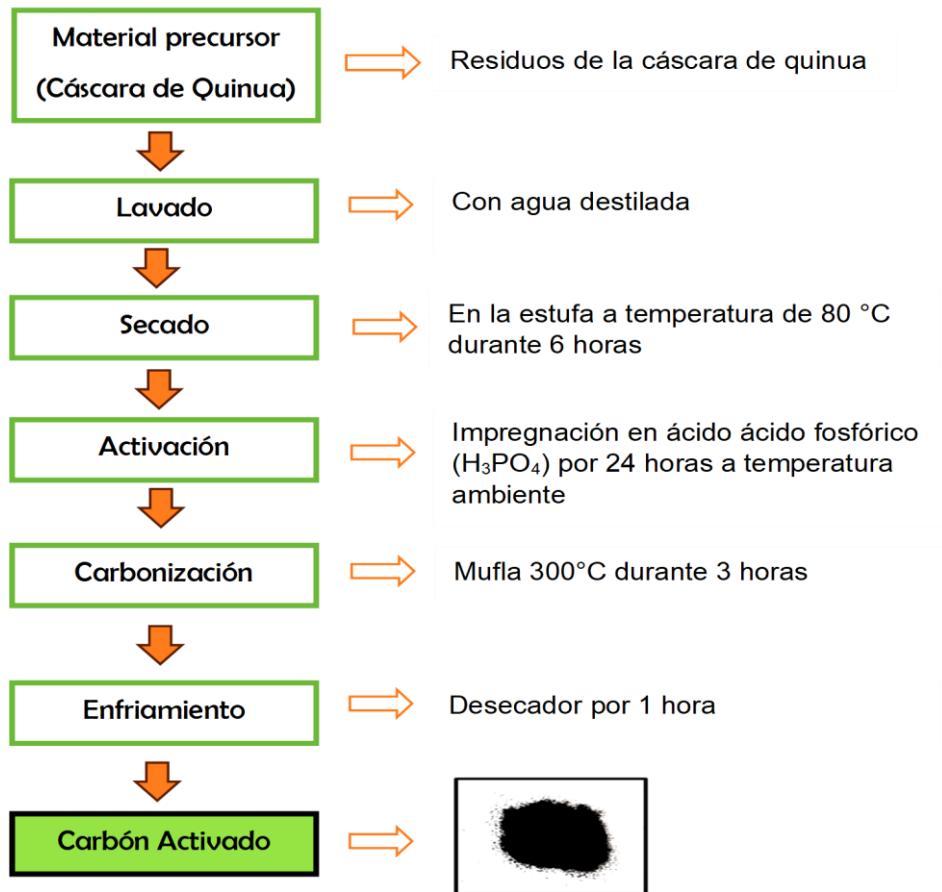 Material precursor
(Cáscara de Quinua)
Residuos de la cáscara de quinua
Lavado
Con agua destilada
Secado
En la estufa a temperatura de 80 °C
durante 6 horas
Activación
Impregnación en ácido ácido fosfórico
(H₃PO₄) por 24 horas a temperatura
ambiente
Carbonización
Mufla 300°C durante 3 horas
Enfriamiento
Desecador por 1 hora
Carbón Activado